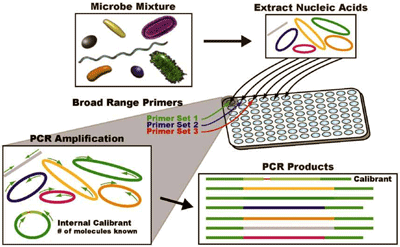 Microbe Mixture
Extract Nucleic Acids
Broad Range Primers
Primer Set 1
Primer Set 2
Primer Set 3
PCR Amplification
Internal Calibrant
# of molecules known
PCR Products
Calibrant